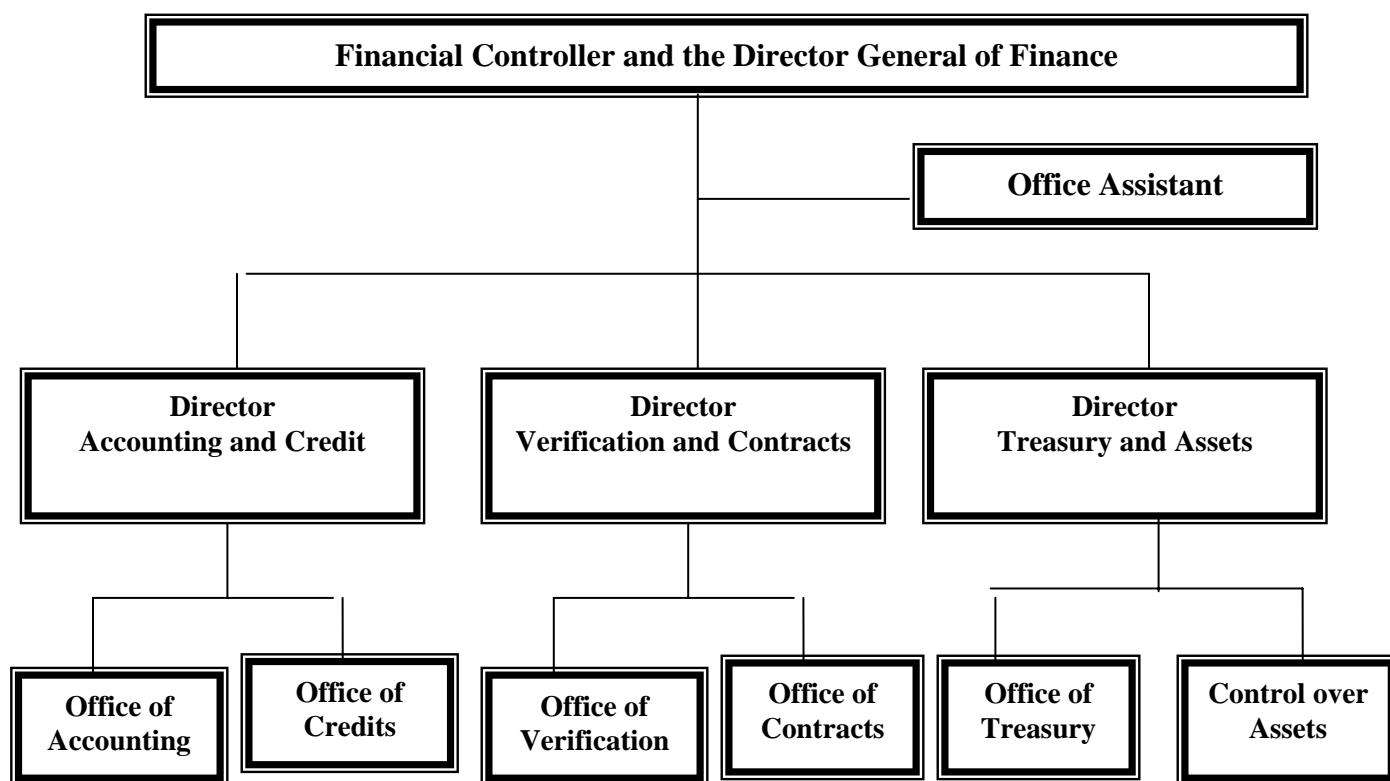 Financial Controller and the Director General of Finance
Office Assistant
Director
Accounting and Credit
Director
Verification and Contracts
Director
Treasury and Assets
Office of
Accounting
Office of
Credits
Office of
Verification
Office of
Contracts
Office of
Treasury
Control over
Assets